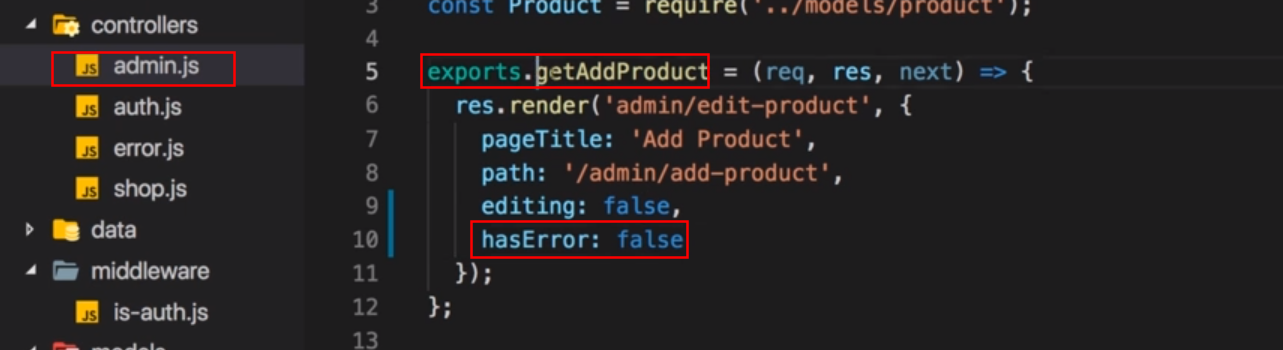 controllers
JS admin.js
JS auth.js
JS error.js
JS shop.js
data
middleware
JS is-auth.js
models
3 const Product = require('../models/product');
4
5 exports.getAddProduct = (req, res, next) => {
6 res.render('admin/edit-product', {
7 pageTitle: 'Add Product',
8 path: '/admin/add-product',
9 editing: false,
10 hasError: false
11 });
12 };
13